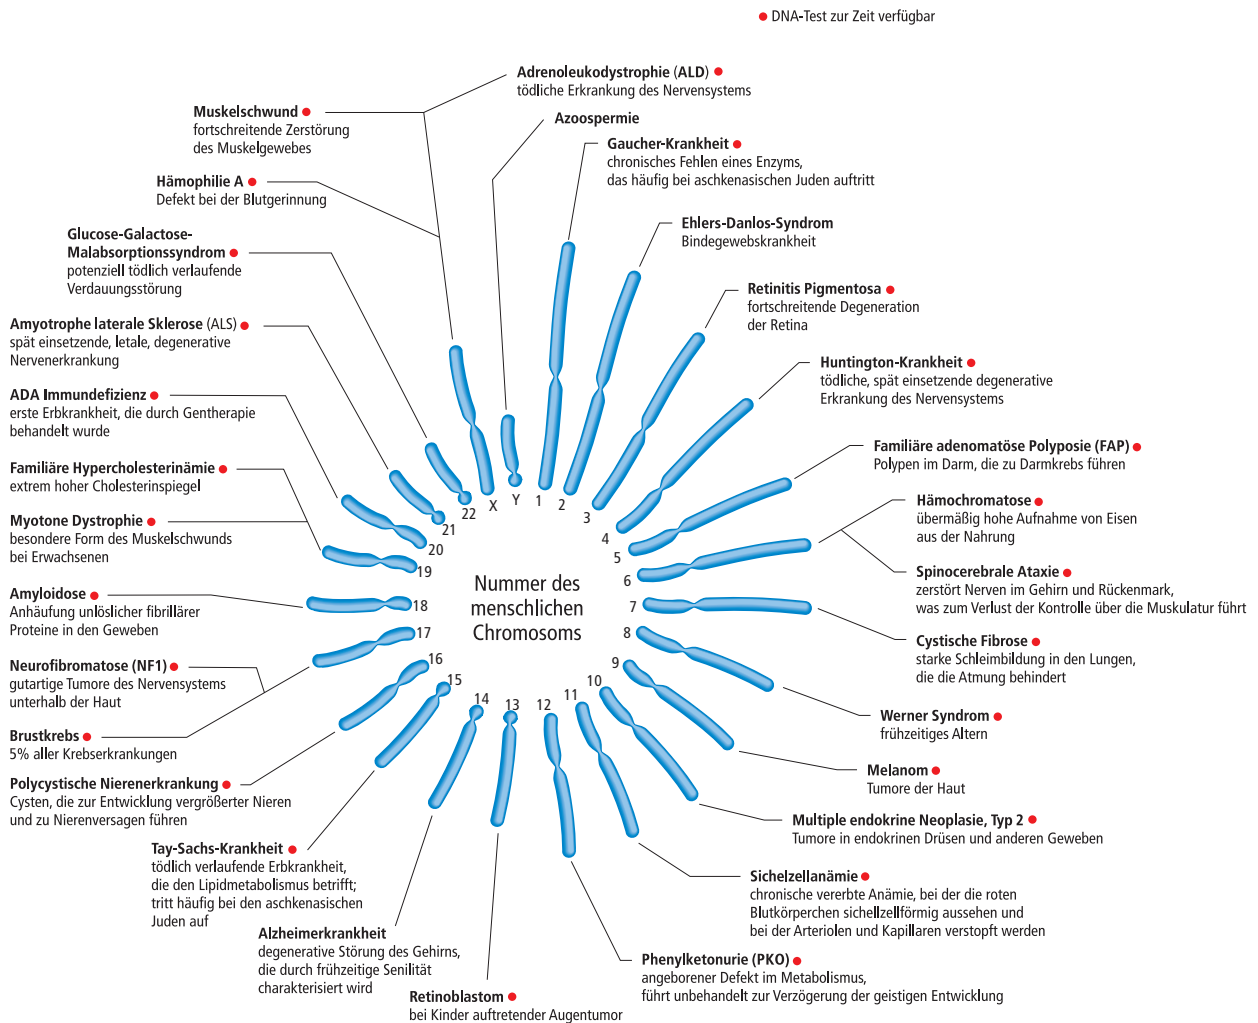 DNA-Test zur Zeit verfügbar
Adrenoleukodystrophie (ALD)
tödliche Erkrankung des Nervensystems
Muskelschwund
fortschreitende Zerstörung
des Muskelgewebes
Azoospermie
Gaucher-Krankheit
chronisches Fehlen eines Enzyms,
das häufig bei aschkenasischen Juden auftritt
Hämophilie A
Defekt bei der Blutgerinnung
Ehlers-Danlos-Syndrom
Bindegewebskrankheit
Glucose-Galactose-
Malabsorptionssyndrom
potenziell tödlich verlaufende
Verdauungsstörung
Retinitis Pigmentosa
fortschreitende Degeneration
der Retina
Amyotrophe laterale Sklerose (ALS)
spät einsetzende, letale, degenerative
Nervenerkrankung
Huntington-Krankheit
tödliche, spät einsetzende degenerative
Erkrankung des Nervensystems
ADA Immundefizienz
erste Erbkrankheit, die durch Gentherapie
behandelt wurde
Familiäre adenomatöse Polyposie (FAP)
Polypen im Darm, die zu Darmkrebs führen
Familiäre Hypercholesterinämie
extrem hoher Cholesterinspiegel
Hämochromatose
übermäßig hohe Aufnahme von Eisen
aus der Nahrung
Myotone Dystrophie
besondere Form des Muskelschwunds
bei Erwachsenen
Spinocerebrale Ataxie
zerstört Nerven im Gehirn und Rückenmark,
was zum Verlust der Kontrolle über die Muskulatur führt
Amyloidose
Anhäufung unlöslicher fibrillärer
Proteine in den Geweben
Cystische Fibrose
starke Schleimbildung in den Lungen,
die die Atmung behindert
Neurofibromatose (NF1)
gutartige Tumore des Nervensystems
unterhalb der Haut
Werner Syndrom
frühzeitiges Altern
Brustkrebs
5% aller Krebserkrankungen
Melanom
Tumore der Haut
Polycystische Nierenerkrankung
Cysten, die zur Entwicklung vergrößerter Nieren
und zu Nierenversagen führen
Multiple endokrine Neoplasie, Typ 2
Tumore in endokrinen Drüsen und anderen Geweben
Tay-Sachs-Krankheit
tödlich verlaufende Erbkrankheit,
die den Lipidmetabolismus betrifft;
tritt häufig bei den aschkenasischen
Juden auf
Sichelzellanämie
chronische vererbte Anämie, bei der die roten
Blutkörperchen sichellzellförmig aussehen und
bei der Arteriolen und Kapillaren verstopft werden
Alzheimerkrankheit
degenerative Störung des Gehirns,
die durch frühzeitige Senilität
charakterisiert wird
Phenylketonurie (PKO)
angeborener Defekt im Metabolismus,
führt unbehandelt zur Verzögerung der geistigen Entwicklung
Retinoblastom
bei Kinder auftretender Augentumor
Nummer des
menschlichen
Chromosoms
1
2
3
4
5
6
7
8
9
10
11
12
13
14
15
16
17
18
19
20
21
22
X
Y